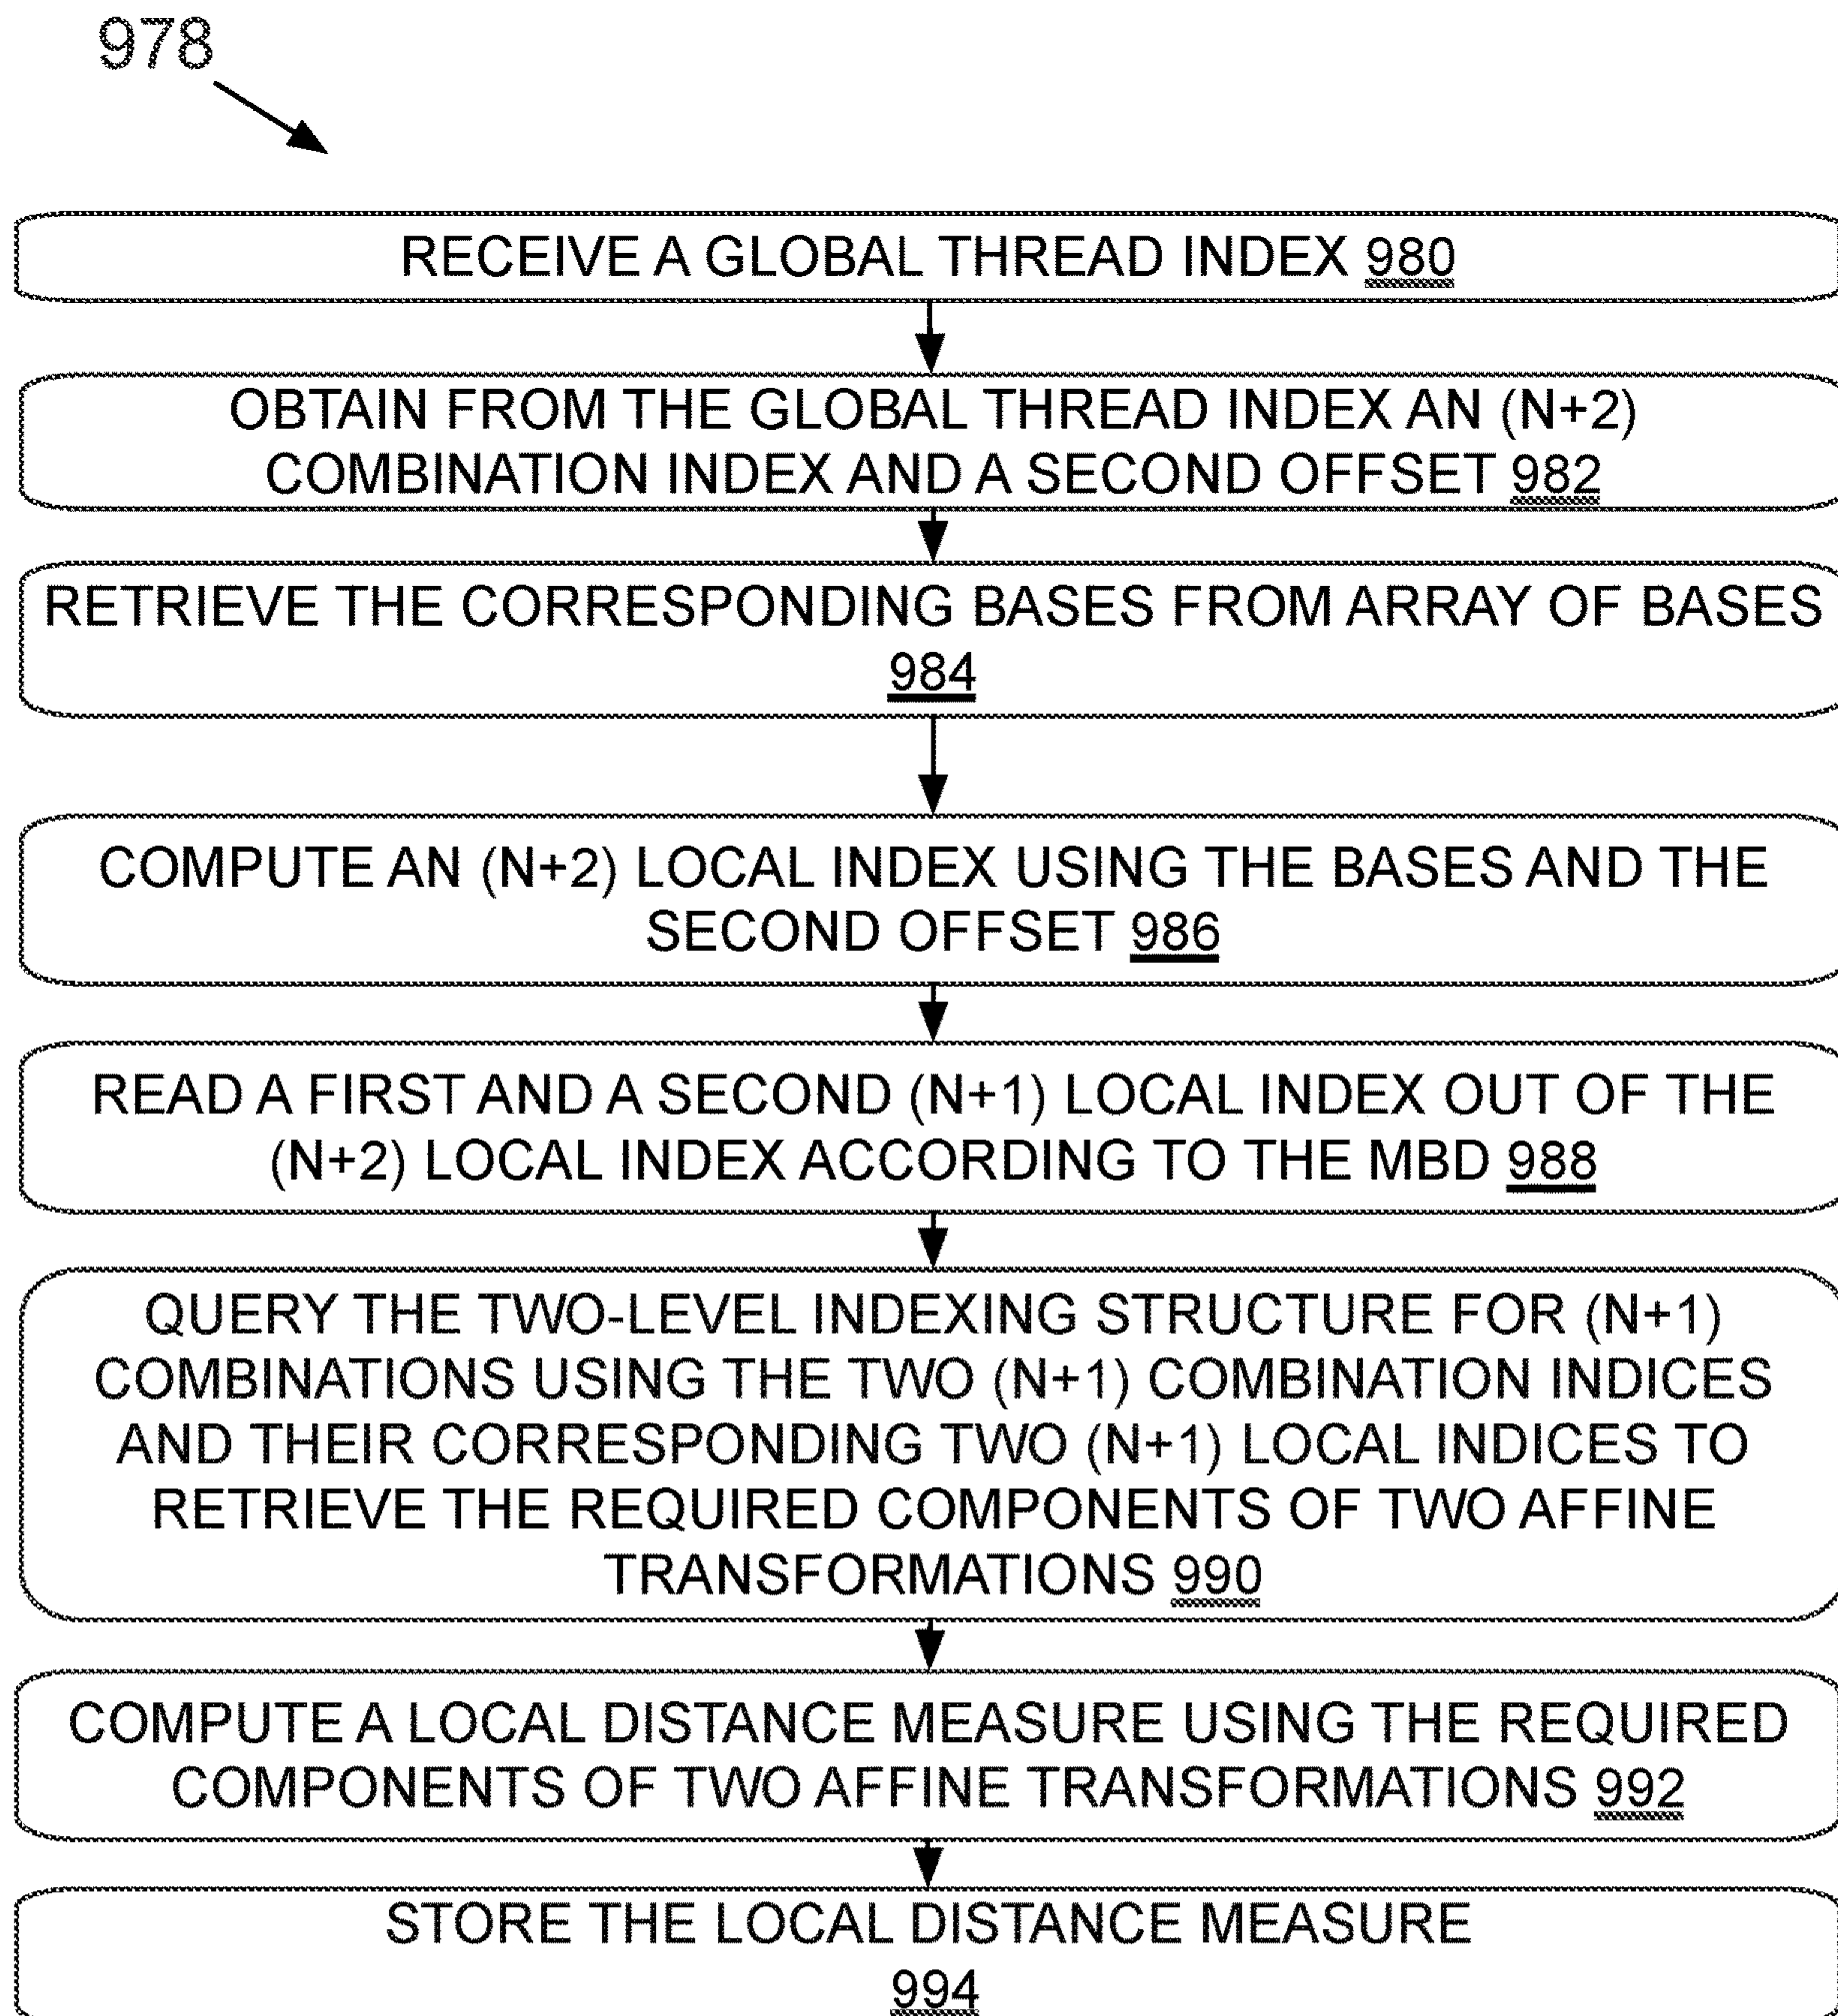 978
RECEIVE A GLOBAL THREAD INDEX 980
OBTAIN FROM THE GLOBAL THREAD INDEX AN (N+2)
COMBINATION INDEX AND A SECOND OFFSET 982
RETRIEVE THE CORRESPONDING BASES FROM ARRAY OF BASES
984
COMPUTE AN (N+2) LOCAL INDEX USING THE BASES AND THE
SECOND OFFSET 986
READ A FIRST AND A SECOND (N+1) LOCAL INDEX OUT OF THE
(N+2) LOCAL INDEX ACCORDING TO THE MBD 988
QUERY THE TWO-LEVEL INDEXING STRUCTURE FOR (N+1)
COMBINATIONS USING THE TWO (N+1) COMBINATION INDICES
AND THEIR CORRESPONDING TWO (N+1) LOCAL INDICES TO
RETRIEVE THE REQUIRED COMPONENTS OF TWO AFFINE
TRANSFORMATIONS 990
COMPUTE A LOCAL DISTANCE MEASURE USING THE REQUIRED
COMPONENTS OF TWO AFFINE TRANSFORMATIONS 992
STORE THE LOCAL DISTANCE MEASURE
994